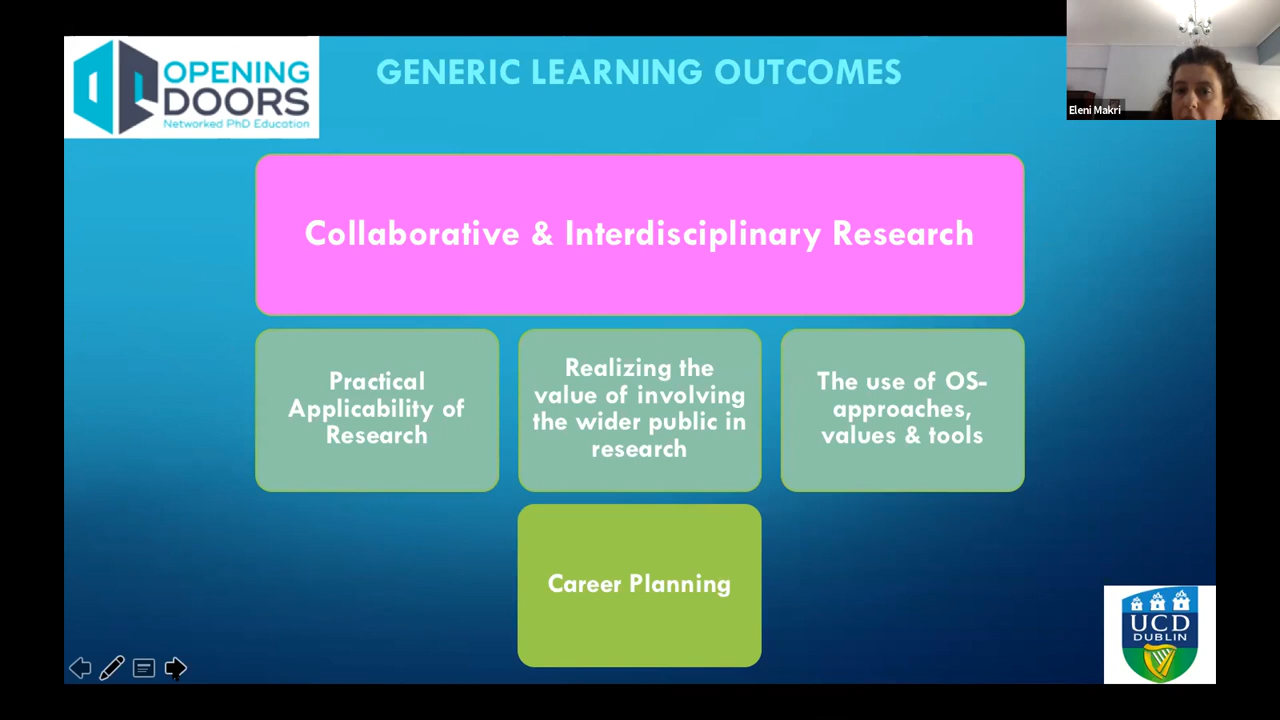 OPENING
DOORS
Networked PhD Education
GENERIC LEARNING OUTCOMES
Eleni Makri
Collaborative & Interdisciplinary Research
Practical
Applicability of
Research
Realizing the
value of involving
the wider public in
research
The use of OS-
approaches,
values & tools
Career Planning
UCD
DUBLIN